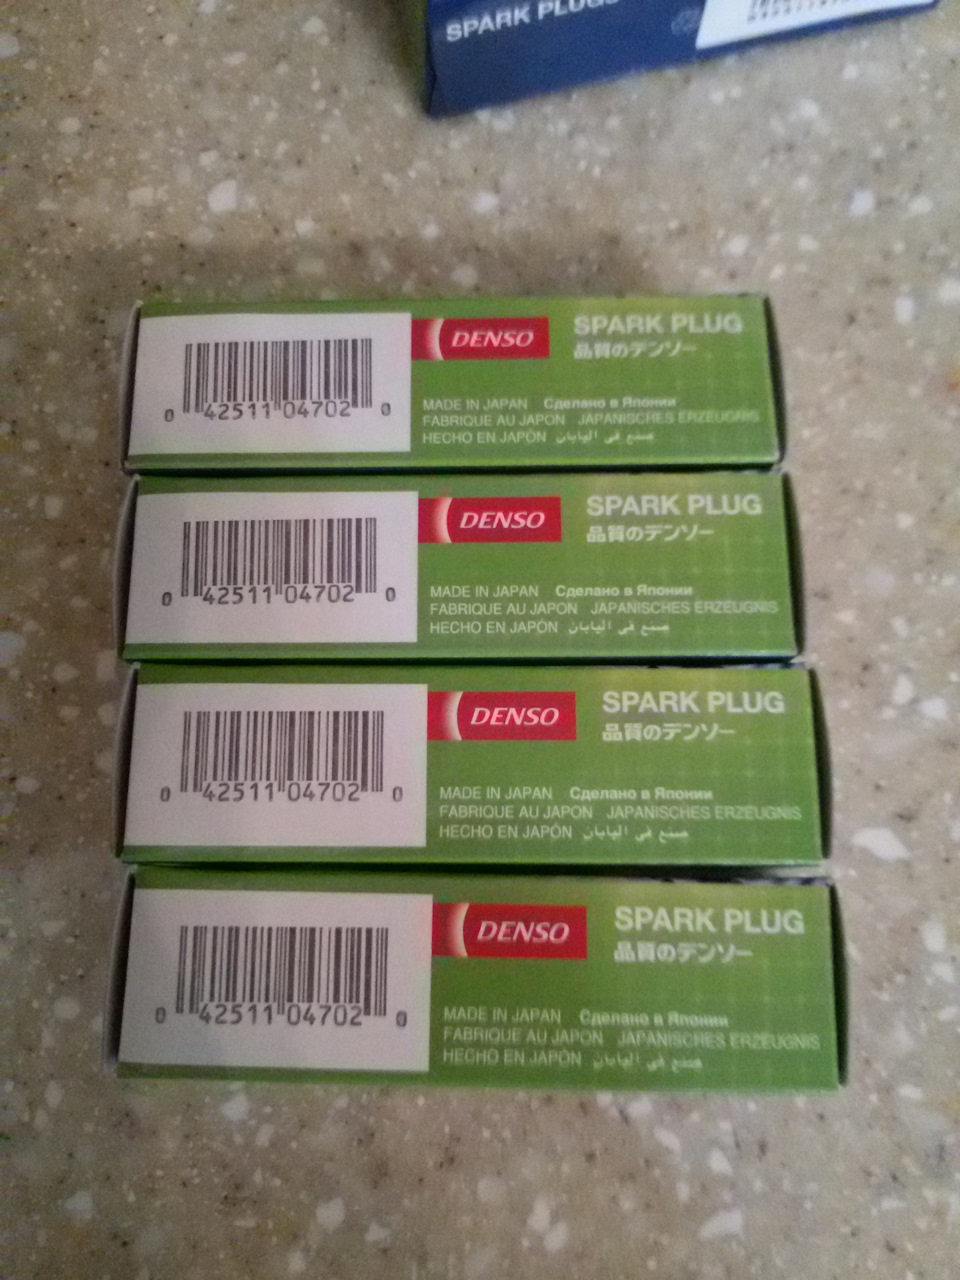 SPARK PLUGS
0 42511 04702 0
DENSO
SPARK PLUG
品質のデンソー
MADE IN JAPAN Сделано в Японии
FABRIQUE AU JAPON JAPANISCHES ERZEUGNIS
HECHO EN JAPÓN صنع في اليابان
0 42511 04702 0
DENSO
SPARK PLUG
品質のデンソー
MADE IN JAPAN Сделано в Японии
FABRIQUE AU JAPON JAPANISCHES ERZEUGNIS
HECHO EN JAPÓN صنع في اليابان
0 42511 04702 0
DENSO
SPARK PLUG
品質のデンソー
MADE IN JAPAN Сделано в Японии
FABRIQUE AU JAPON JAPANISCHES ERZEUGNIS
HECHO EN JAPÓN صنع في اليابان
0 42511 04702 0
DENSO
SPARK PLUG
品質のデンソー
MADE IN JAPAN Сделано в Японии
FABRIQUE AU JAPON JAPANISCHES ERZEUGNIS
HECHO EN JAPÓN صنع في اليابان